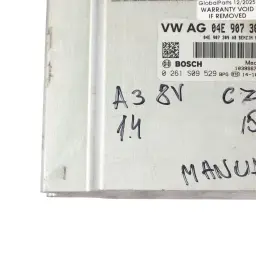 GlobalParts 12/2025
WARRANTY VOID
IF REMOVED
VW AG 04E 907 30
BOSCH
0 261 S09 529
A3 8V CZ
1.4 15
MANU